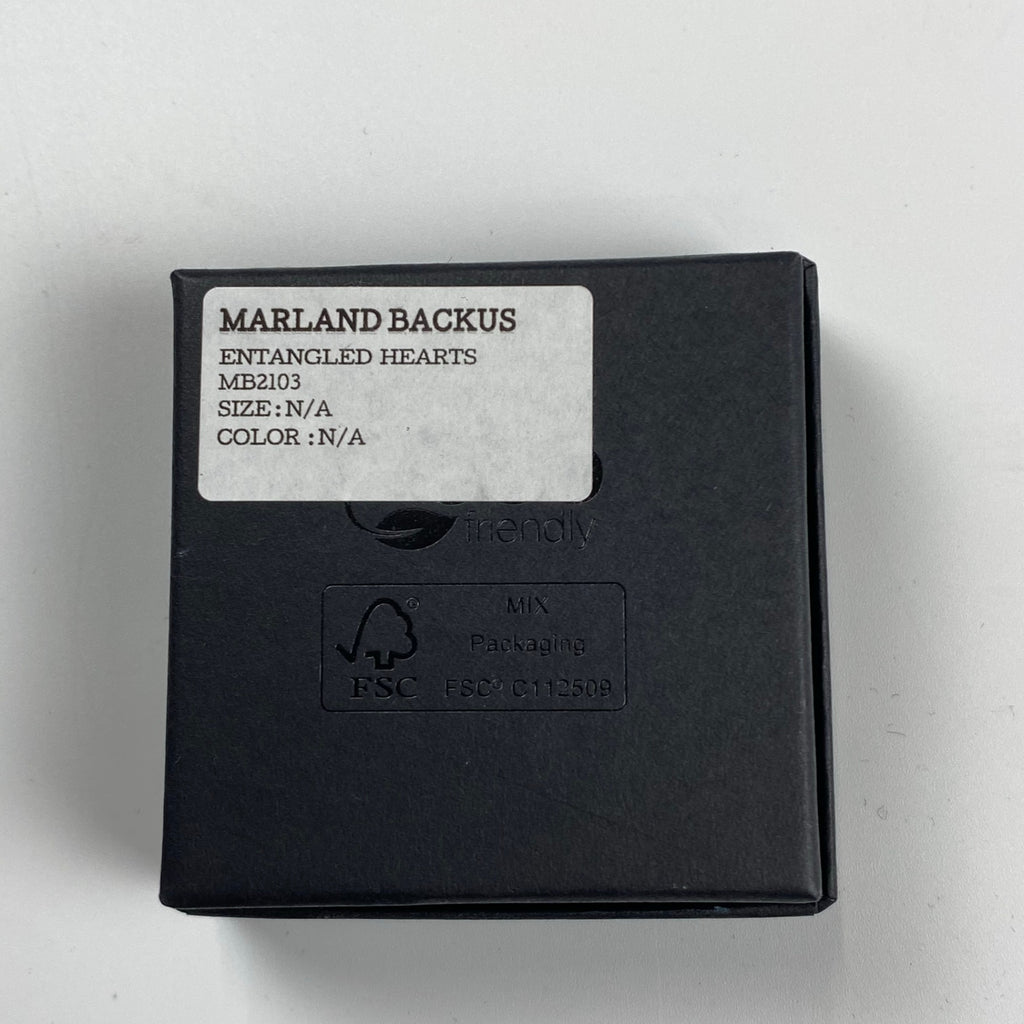 MARLAND BACKUS
ENTANGLED HEARTS
MB2103
SIZE : N/A
COLOR : N/A
friendly
FSC
®
MIX
Packaging
FSC® C112509